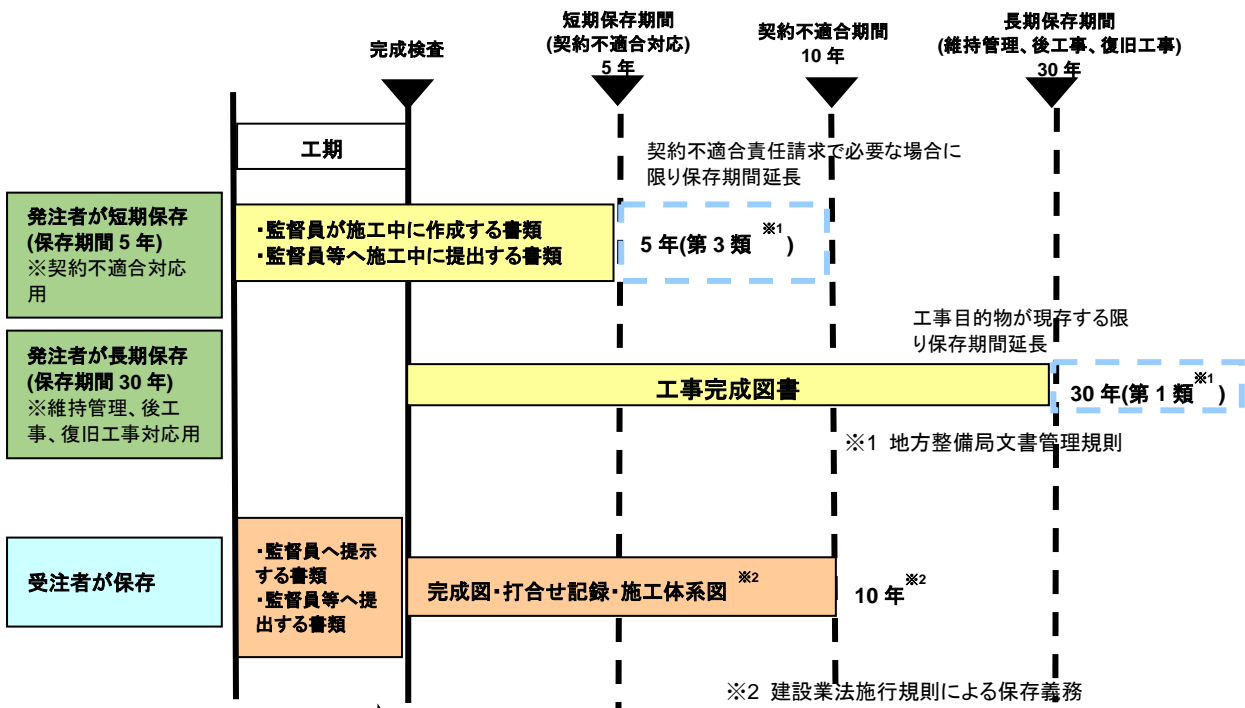 完成検査
短期保存期間
(契約不適合対応)
5 年
契約不適合期間
10 年
長期保存期間
(維持管理、後工事、復旧工事)
30 年
工期
契約不適合責任請求で必要な場合に
限り保存期間延長
発注者が短期保存
(保存期間 5 年)
※契約不適合対応
用
・監督員が施工中に作成する書類
・監督員等へ施工中に提出する書類
5 年(第 3 類 ※1 )
工事目的物が現存する限
り保存期間延長
発注者が長期保存
(保存期間 30 年)
※維持管理、後工
事、復旧工事対応用
工事完成図書
30 年(第 1 類※1 )
※1 地方整備局文書管理規則
受注者が保存
・監督員へ提示
する書類
・監督員等へ提
出する書類
完成図・打合せ記録・施工体系図 ※2
10 年※2
※2 建設業法施行規則による保存義務